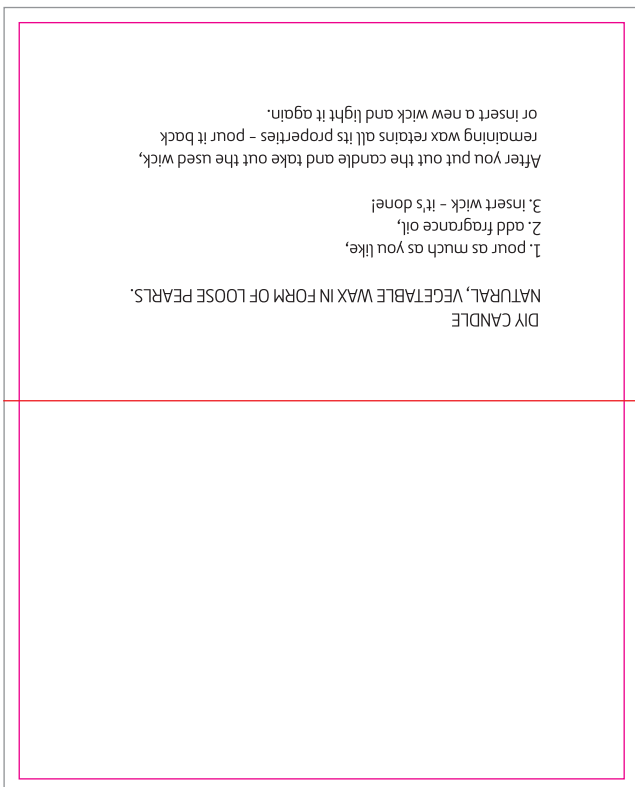 DIY CANDLE
NATURAL, VEGETABLE WAX IN FORM OF LOOSE PEARLS.
1. pour as much as you like,
2. add fragrance oil,
3. insert wick - it's done!
After you put out the candle and take out the used wick,
remaining wax retains all its properties - pour it back
or insert a new wick and light it again.